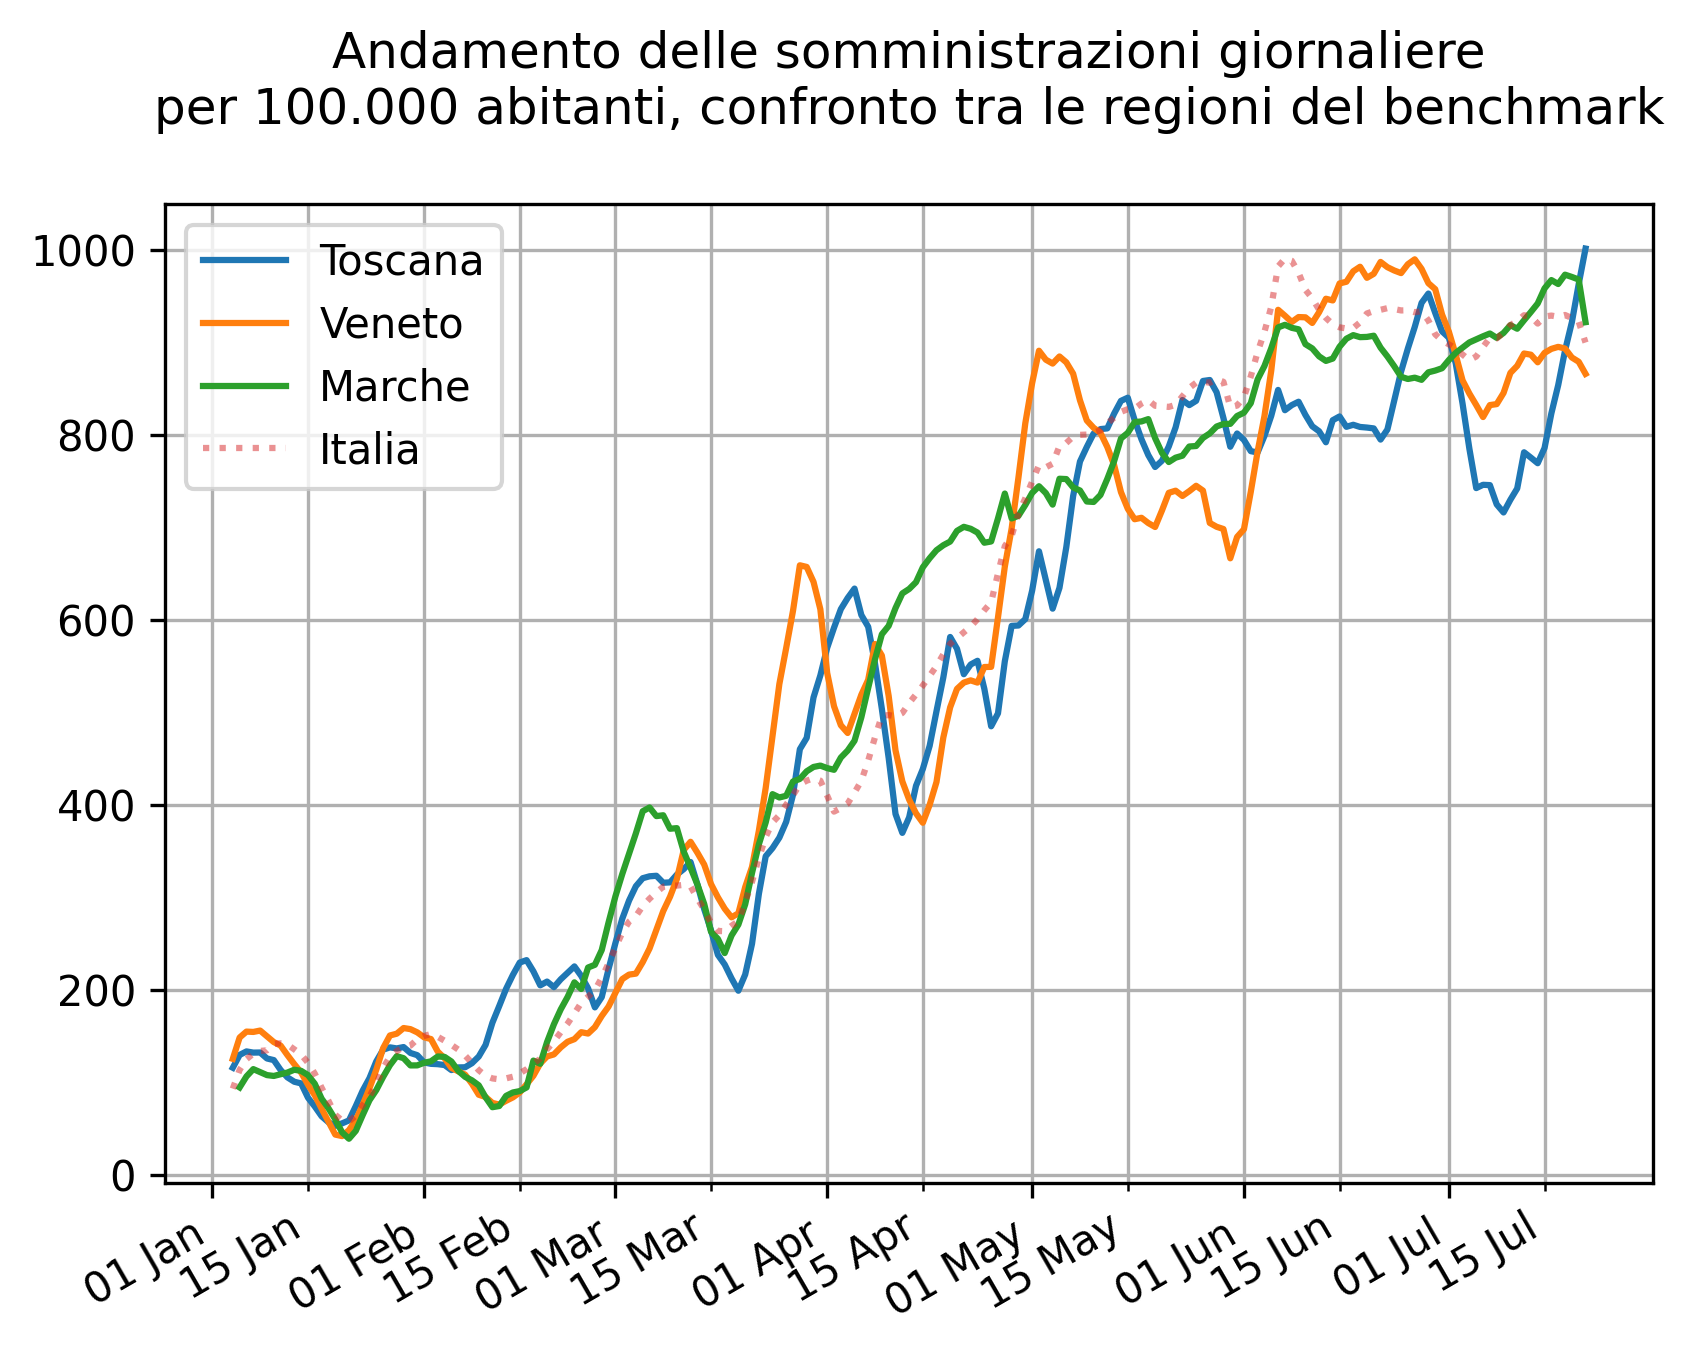 Andamento delle somministrazioni giornaliere
per 100.000 abitanti, confronto tra le regioni del benchmark
Toscana
Veneto
Marche
Italia
1000
800
600
400
200
0
01 Jan
15 Jan
01 Feb
15 Feb
01 Mar
15 Mar
01 Apr
15 Apr
01 May
15 May
01 Jun
15 Jun
01 Jul
15 Jul